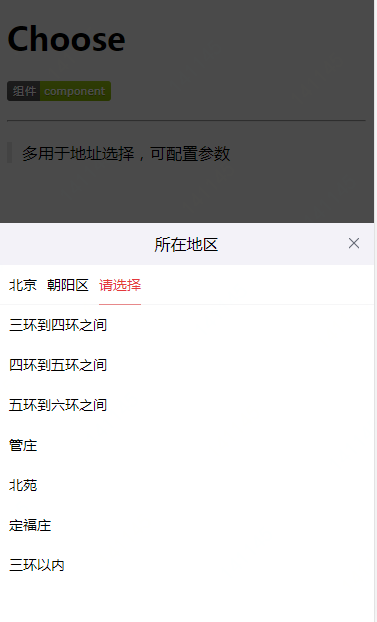 Choose
组件 component
多用于地址选择，可配置参数
所在地区
北京 朝阳区 请选择
三环到四环之间
四环到五环之间
五环到六环之间
管庄
北苑
定福庄
三环以内